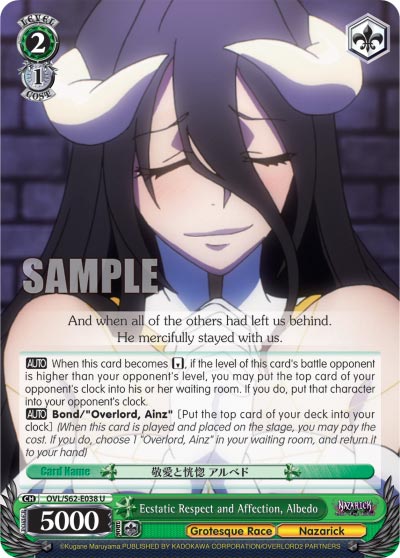 LEVEL
2
1
COST
SAMPLE
And when all of the others had left us behind.
He mercifully stayed with us.
AUTO When this card becomes [ ], if the level of this card's battle opponent
is higher than your opponent's level, you may put the top card of your
opponent's clock into his or her waiting room. If you do, put that character
into your opponent's clock.
AUTO Bond/"Overlord, Ainz" [Put the top card of your deck into your
clock] (When this card is played and placed on the stage, you may pay the
cost. If you do, choose 1 "Overlord, Ainz" in your waiting room, and return it
to your hand)
Card Name 敬愛と恍惚 アルベド
CH OVL/S62-E038 U
POWER 5000
Ecstatic Respect and Affection, Albedo
NAZARICK
Grotesque Race Nazarick
©Kugane Maruyama,PUBLISHED BY KADOKAWA CORPORATION/OVERLORD2 PARTNERS